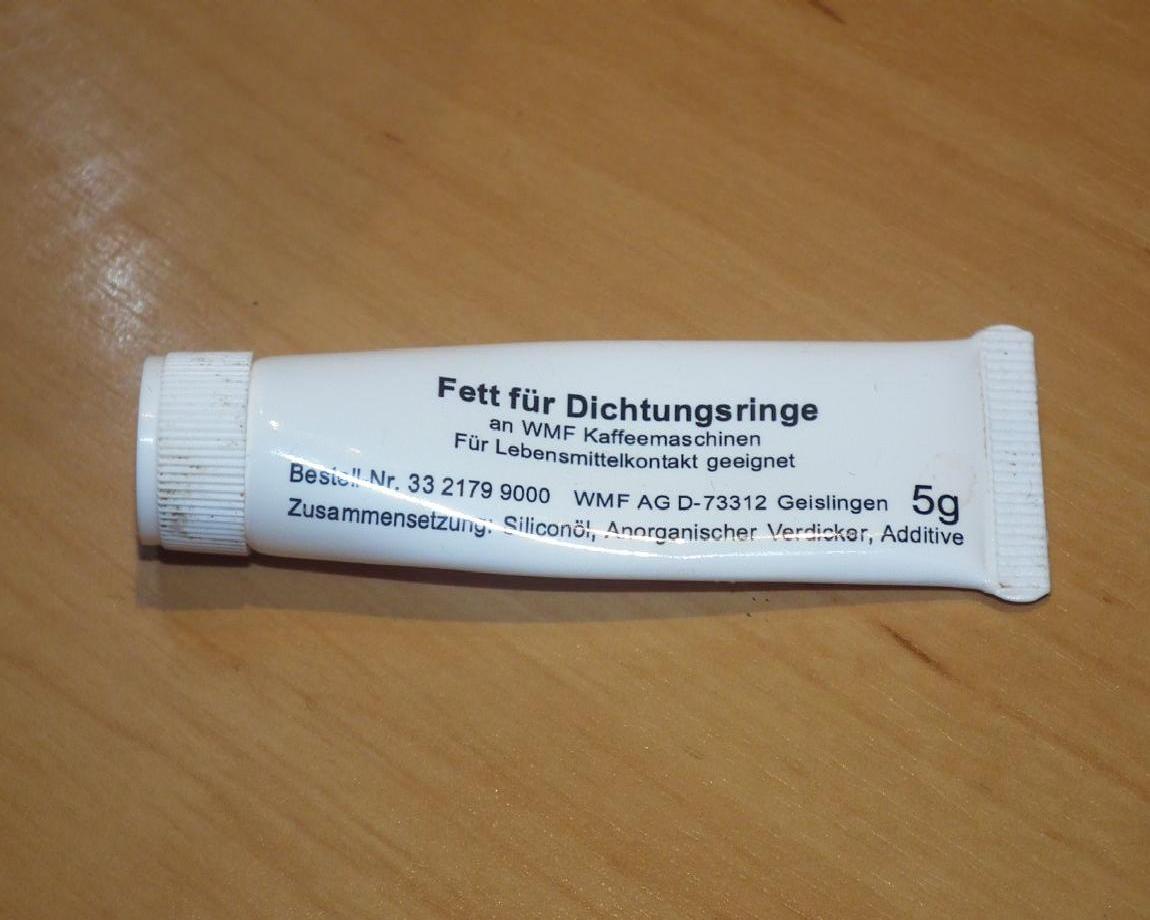 Fett für Dichtungsringe
an WMF Kaffeemaschinen
Für Lebensmittelkontakt geeignet
Bestell-Nr. 33 2179 9000 WMF AG D-73312 Geislingen 5g
Zusammensetzung: Siliconöl, Anorganischer Verdicker, Additive